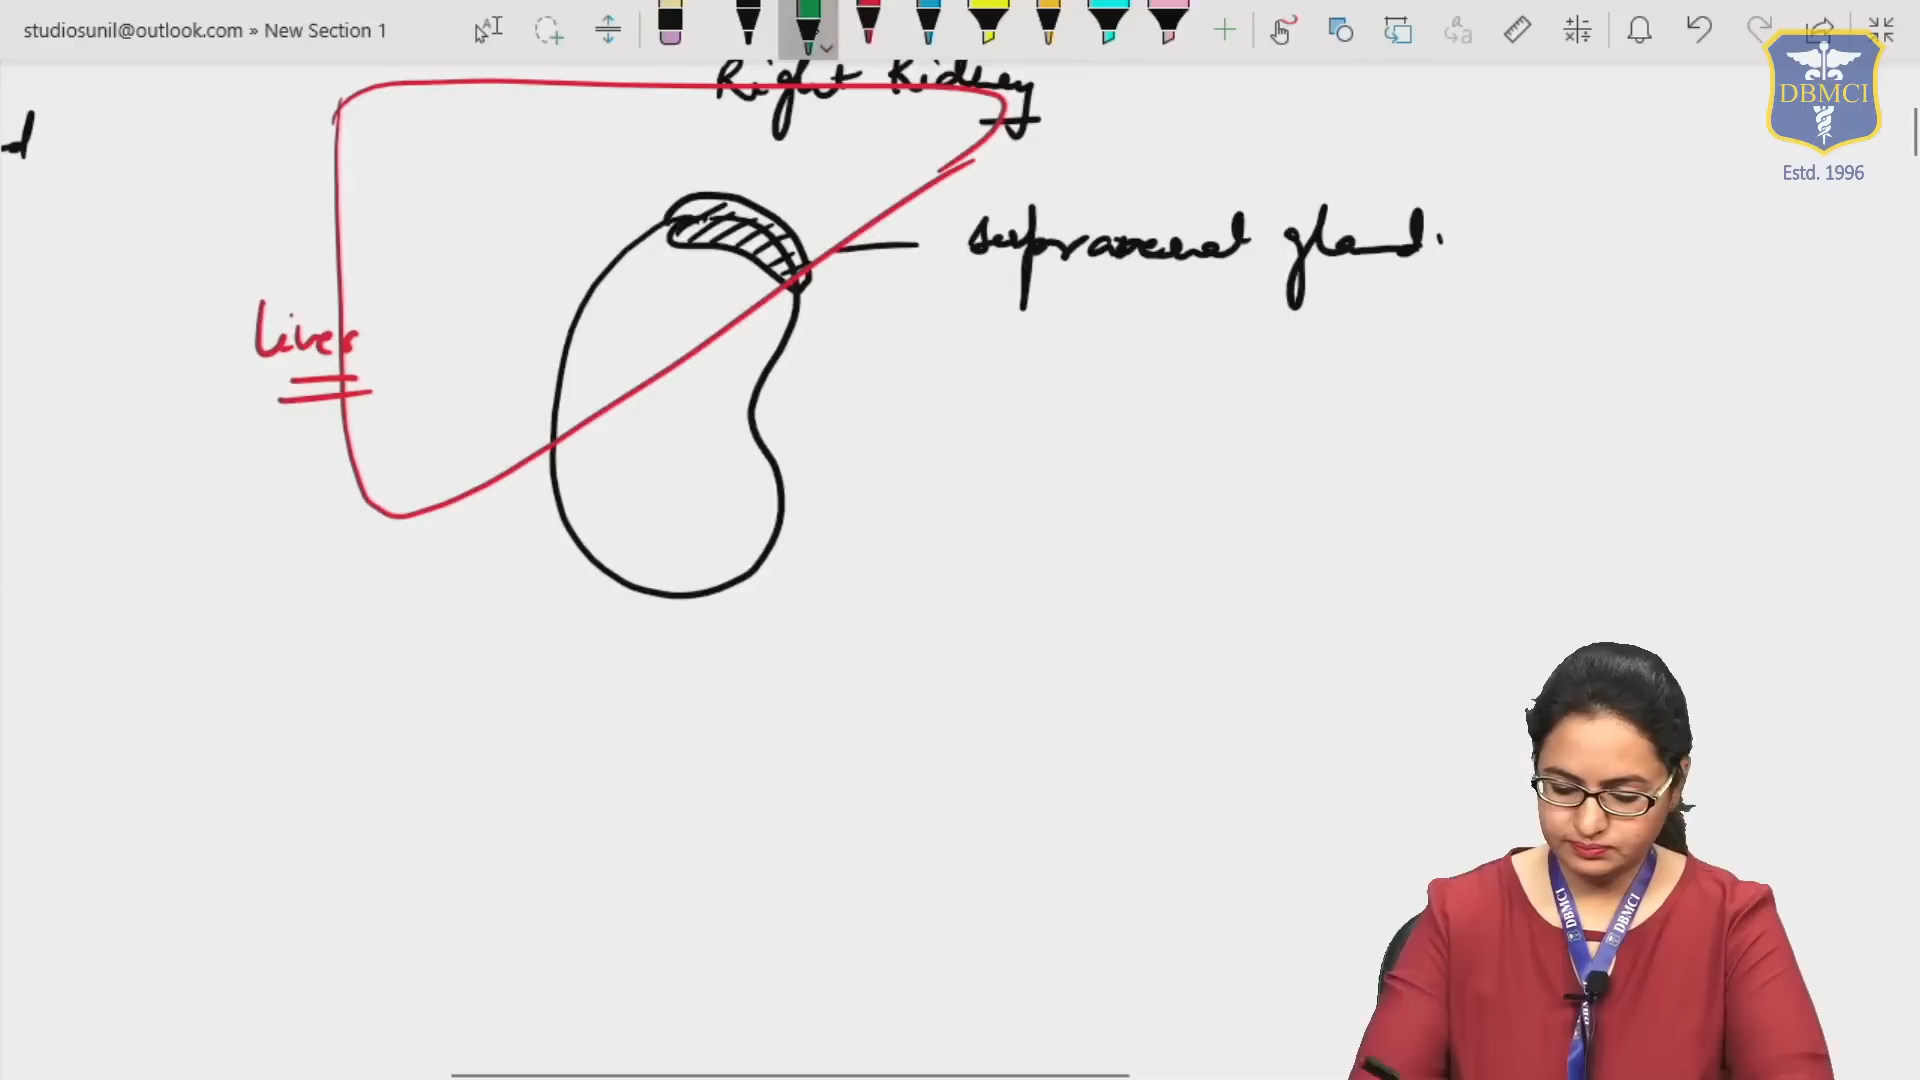 studiosunil@outlook.com » New Section 1
Right Kidney
d
DBMCI
Estd. 1996
suprarenal gland.
Liver
DBMCI
DBMCI